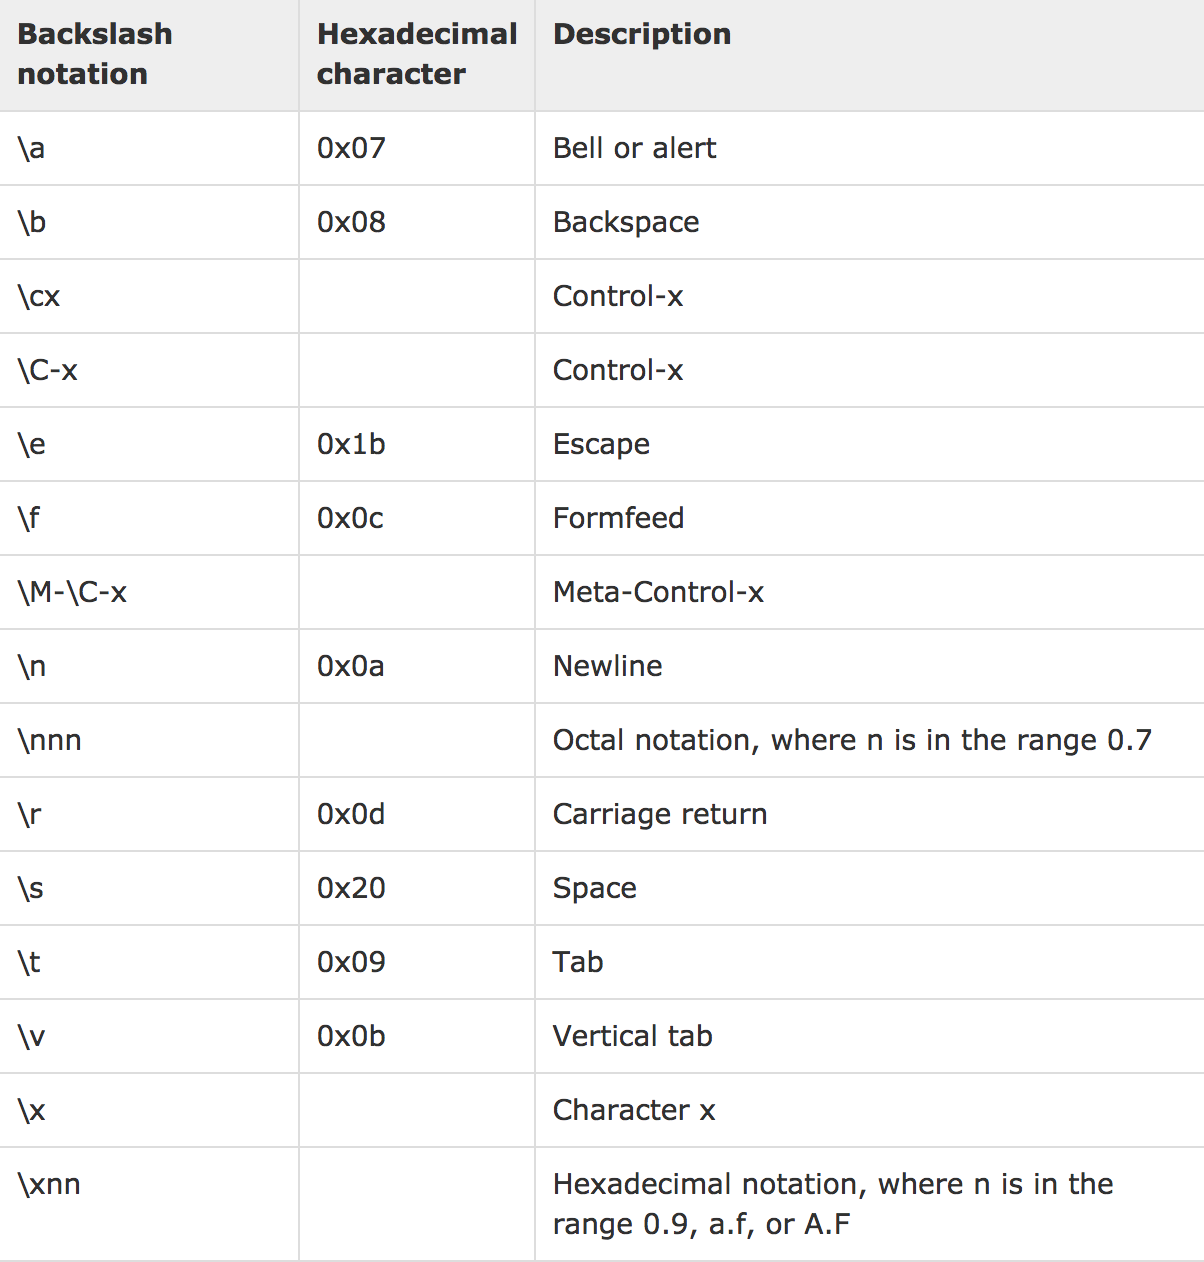 Backslash notation Hexadecimal character Description
\a 0x07 Bell or alert
\b 0x08 Backspace
\cx Control-x
\C-x Control-x
\e 0x1b Escape
\f 0x0c Formfeed
\M-\C-x Meta-Control-x
\n 0x0a Newline
\nnn Octal notation, where n is in the range 0.7
\r 0x0d Carriage return
\s 0x20 Space
\t 0x09 Tab
\v 0x0b Vertical tab
\x Character x
\xnn Hexadecimal notation, where n is in the
range 0.9, a.f, or A.F